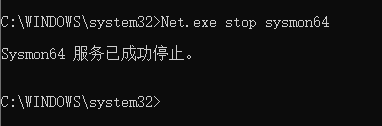 C:\WINDOWS\system32>Net.exe stop sysmon64
Sysmon64 服务已成功停止。
C:\WINDOWS\system32>